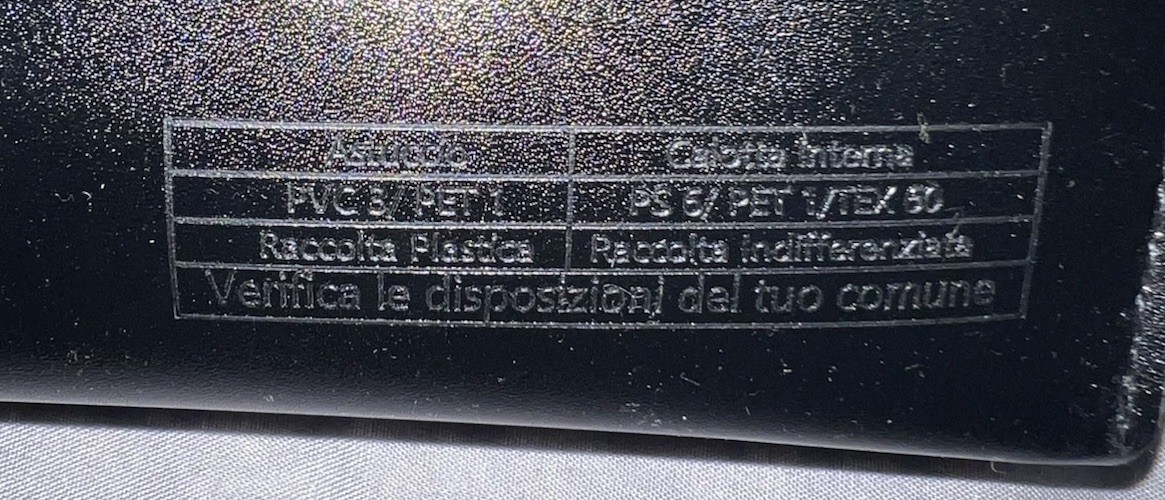 Astuccio Calotta Interna
PVC 3/ PET 1 PS 6/ PET 1/TEX 60
Raccolta Plastica Raccolta indifferenziata
Verifica le disposizioni del tuo comune